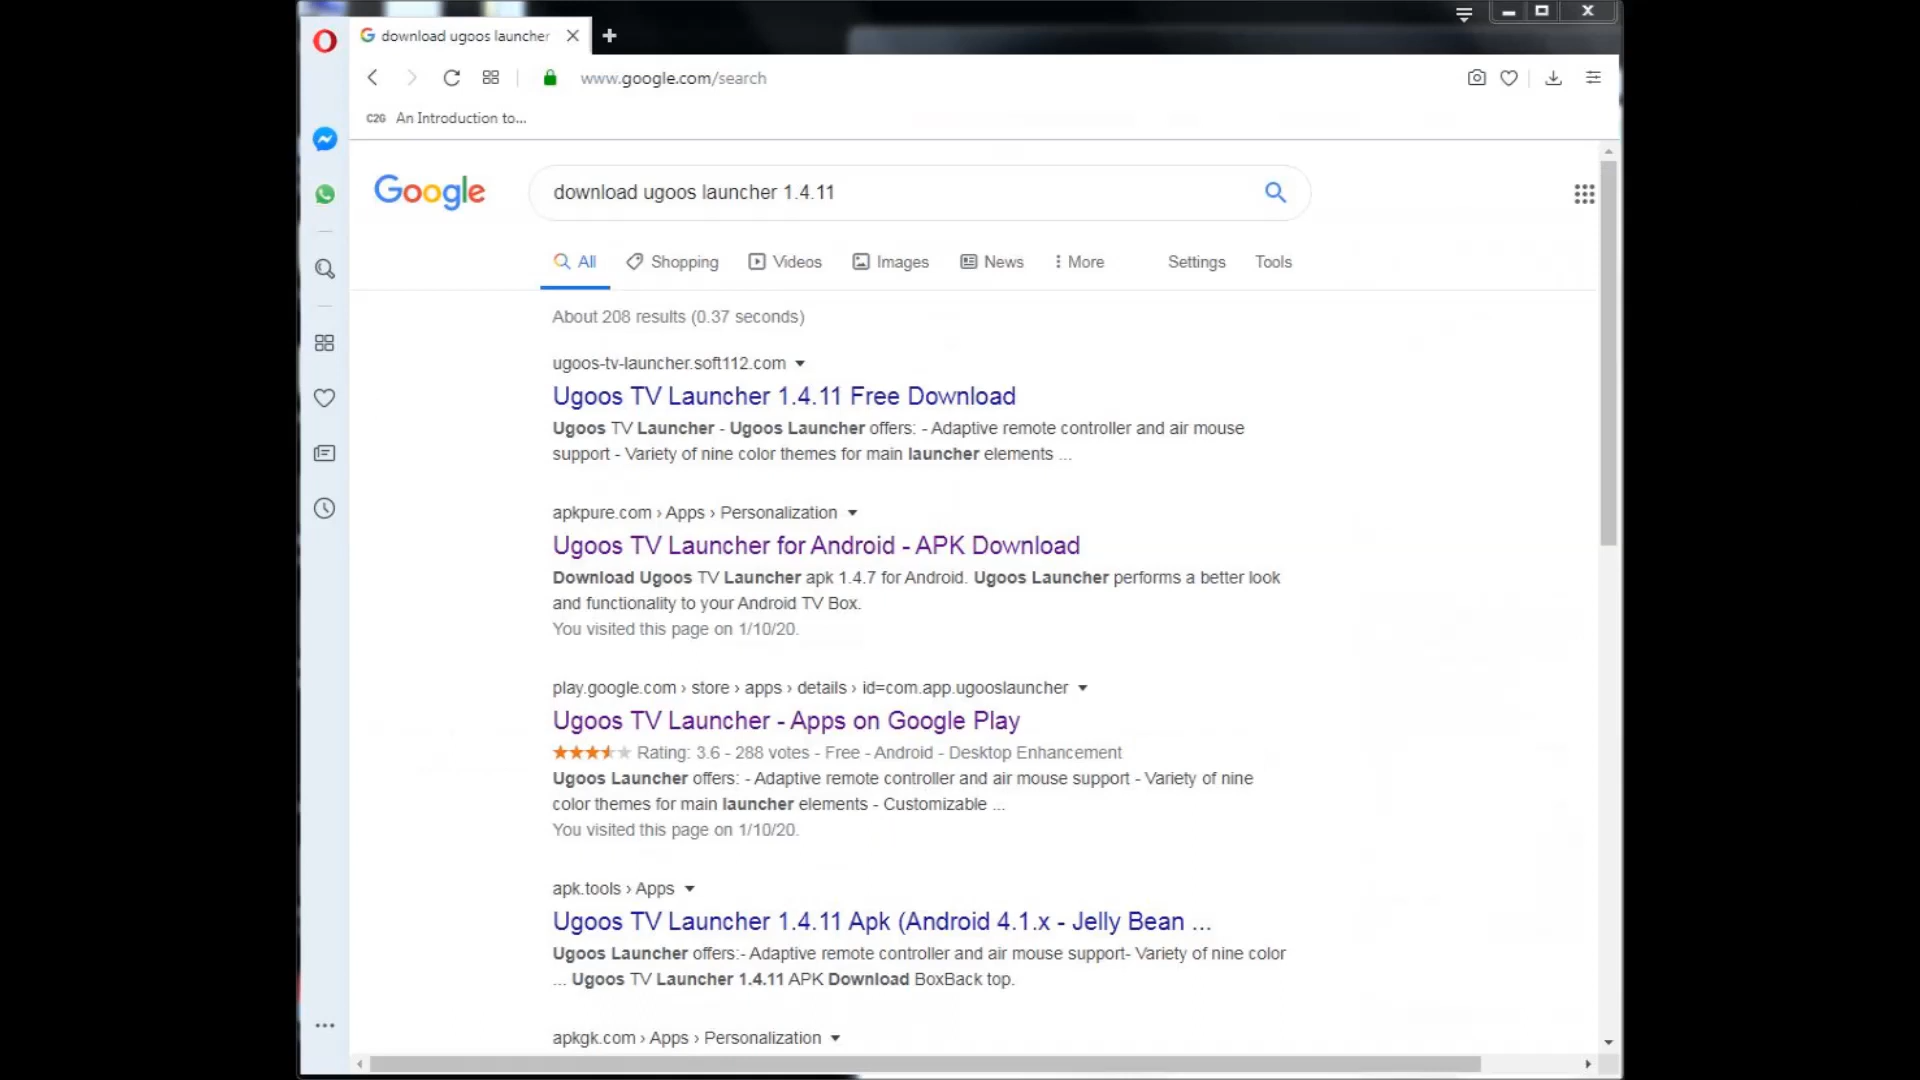 download ugoos launcher
www.google.com/search
C2G An Introduction to...
Google
download ugoos launcher 1.4.11
All Shopping Videos Images News More Settings Tools
About 208 results (0.37 seconds)
ugoos-tv-launcher.soft112.com
Ugoos TV Launcher 1.4.11 Free Download
Ugoos TV Launcher - Ugoos Launcher offers: - Adaptive remote controller and air mouse
support - Variety of nine color themes for main launcher elements ...
apkpure.com › Apps › Personalization
Ugoos TV Launcher for Android - APK Download
Download Ugoos TV Launcher apk 1.4.7 for Android. Ugoos Launcher performs a better look
and functionality to your Android TV Box.
You visited this page on 1/10/20.
play.google.com › store › apps › details › id=com.app.ugooslauncher
Ugoos TV Launcher - Apps on Google Play
Rating: 3.6 - 288 votes - Free - Android - Desktop Enhancement
Ugoos Launcher offers: - Adaptive remote controller and air mouse support - Variety of nine
color themes for main launcher elements - Customizable ...
You visited this page on 1/10/20.
apk.tools › Apps
Ugoos TV Launcher 1.4.11 Apk (Android 4.1.x - Jelly Bean ...
Ugoos Launcher offers:- Adaptive remote controller and air mouse support- Variety of nine color
... Ugoos TV Launcher 1.4.11 APK Download BoxBack top.
apkgk.com › Apps › Personalization